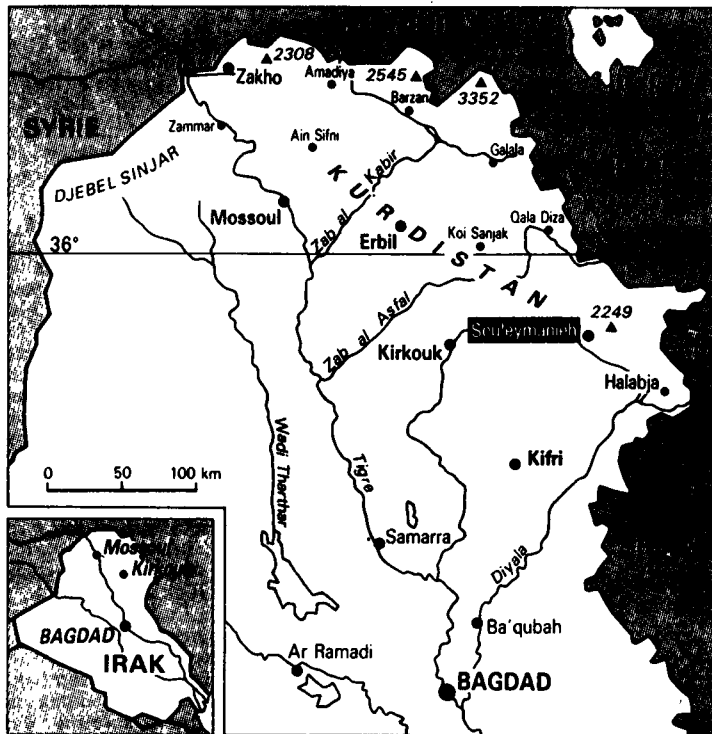 2308
2545
3352
Zakho
Amadiya
Barzan
SYRIE
Zammar
Ain Sifni
Galala
DJEBEL SINJAR
Zab al Kabir
KURDISTAN
Mossoul
Erbil
Koi Sanjak
Qala Diza
36°
Zab al Asfal
2249
Souleymanieh
Kirkouk
Halabja
Wadi Tharthar
Tigre
Kifri
0 50 100 km
Samarra
Diyala
Ba'qubah
Ar Ramadi
BAGDAD
Mossoul
BAGDAD
IRAK